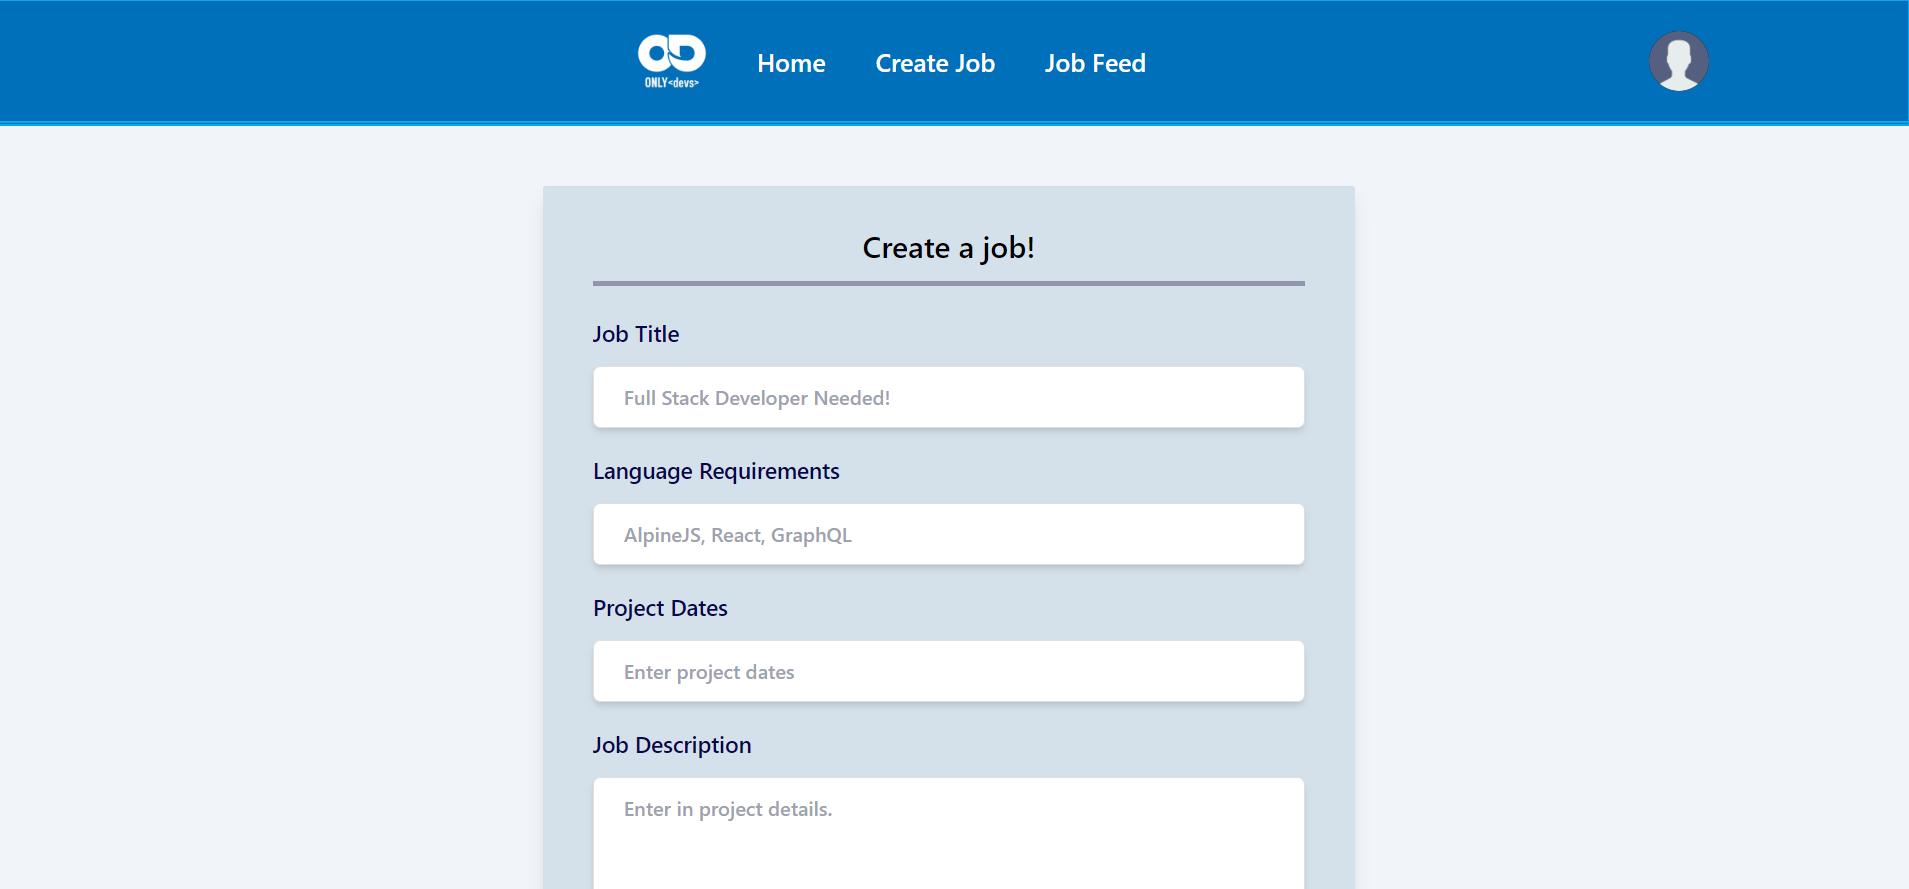 ONLY<devs>
Home Create Job Job Feed
Create a job!
Job Title
Full Stack Developer Needed!
Language Requirements
AlpineJS, React, GraphQL
Project Dates
Enter project dates
Job Description
Enter in project details.